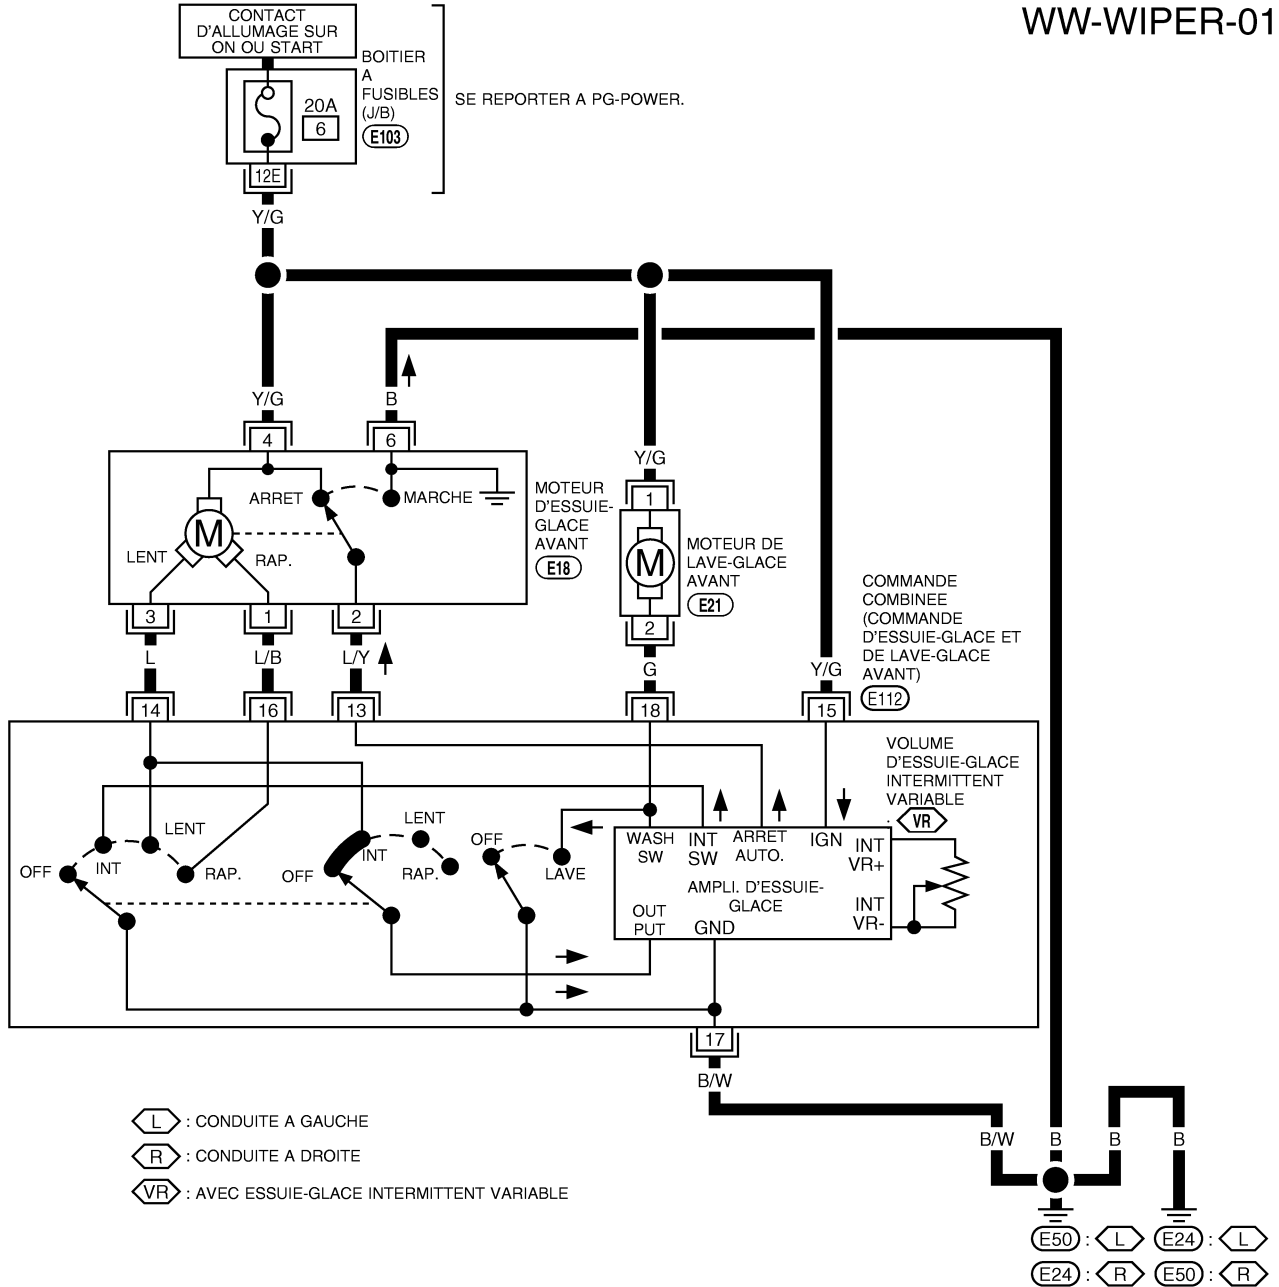 WW-WIPER-01
CONTACT
D'ALLUMAGE SUR
ON OU START
BOITIER
A
FUSIBLES
(J/B)
E103
20A
6
SE REPORTER A PG-POWER.
12E
Y/G
Y/G
B
4
6
ARRET
MARCHE
M
LENT
RAP.
MOTEUR
D'ESSUIE-
GLACE
AVANT
E18
Y/G
1
M
MOTEUR DE
LAVE-GLACE
AVANT
E21
2
G
3
1
2
L
L/B
L/Y
COMMANDE
COMBINEE
(COMMANDE
D'ESSUIE-GLACE ET
DE LAVE-GLACE
AVANT)
E112
Y/G
14
16
13
18
15
VOLUME
D'ESSUIE-GLACE
INTERMITTENT
VARIABLE
: VR
OFF
INT
LENT
RAP.
OFF
INT
LENT
RAP.
OFF
LAVE
WASH
SW
INT
SW
ARRET
AUTO.
IGN
INT
VR+
AMPLI. D'ESSUIE-
GLACE
OUT
PUT
GND
INT
VR-
17
B/W
B/W
B
B
B
L : CONDUITE A GAUCHE
R : CONDUITE A DROITE
VR : AVEC ESSUIE-GLACE INTERMITTENT VARIABLE
E50 : L
E24 : L
E24 : R
E50 : R